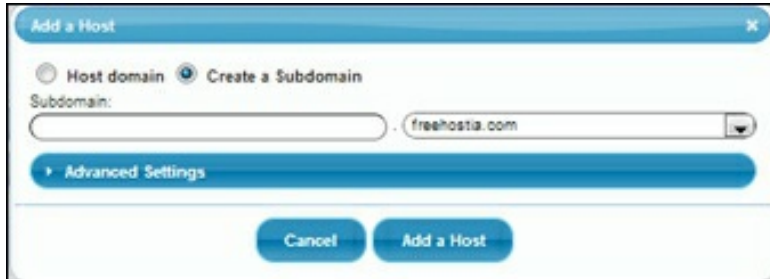 Add a Host
Host domain Create a Subdomain
Subdomain:
. freehostia.com
Advanced Settings
Cancel Add a Host